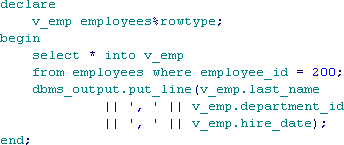 declare
    v_emp employees%rowtype;
begin
    select * into v_emp
    from employees where employee_id = 200;
    dbms_output.put_line(v_emp.last_name
             || ', ' || v_emp.department_id
             || ', ' || v_emp.hire_date);
end;